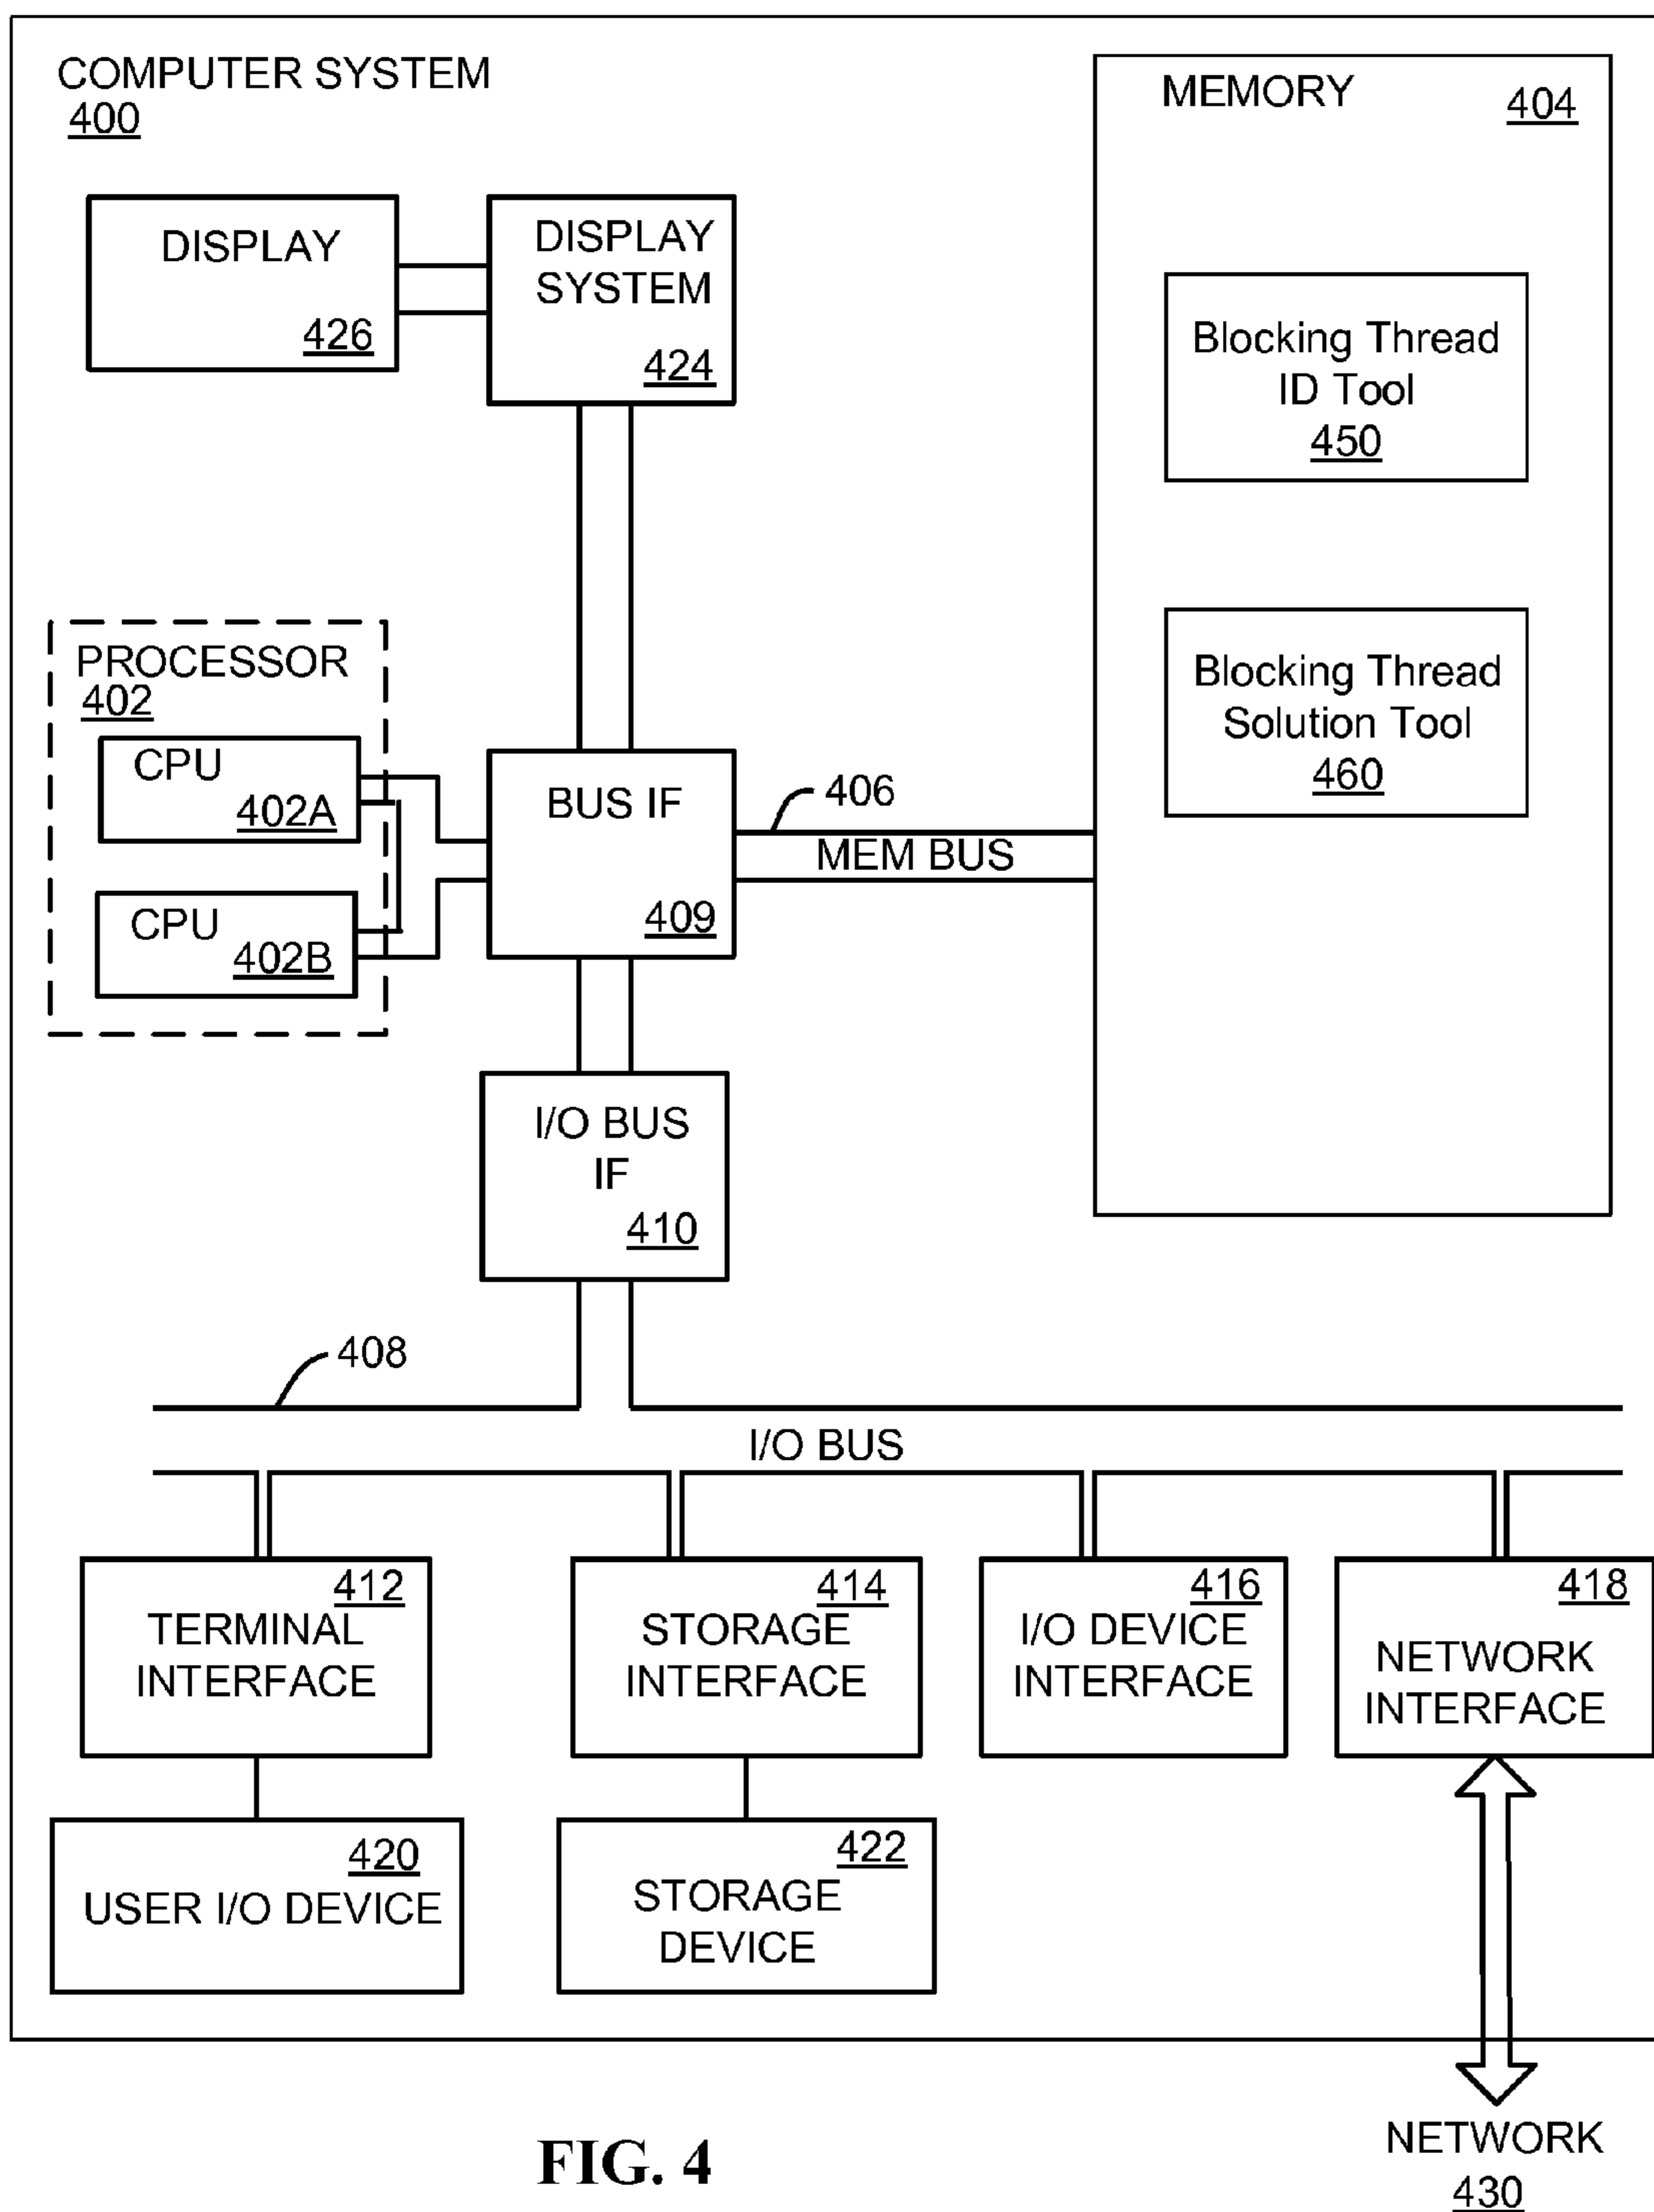 COMPUTER SYSTEM
400
MEMORY
404
DISPLAY
426
DISPLAY
SYSTEM
424
Blocking Thread
ID Tool
450
Blocking Thread
Solution Tool
460
PROCESSOR
402
CPU
402A
CPU
402B
BUS IF
409
406
MEM BUS
I/O BUS
IF
410
408
I/O BUS
412
TERMINAL
INTERFACE
414
STORAGE
INTERFACE
416
I/O DEVICE
INTERFACE
418
NETWORK
INTERFACE
420
USER I/O DEVICE
422
STORAGE
DEVICE
NETWORK
430
FIG. 4